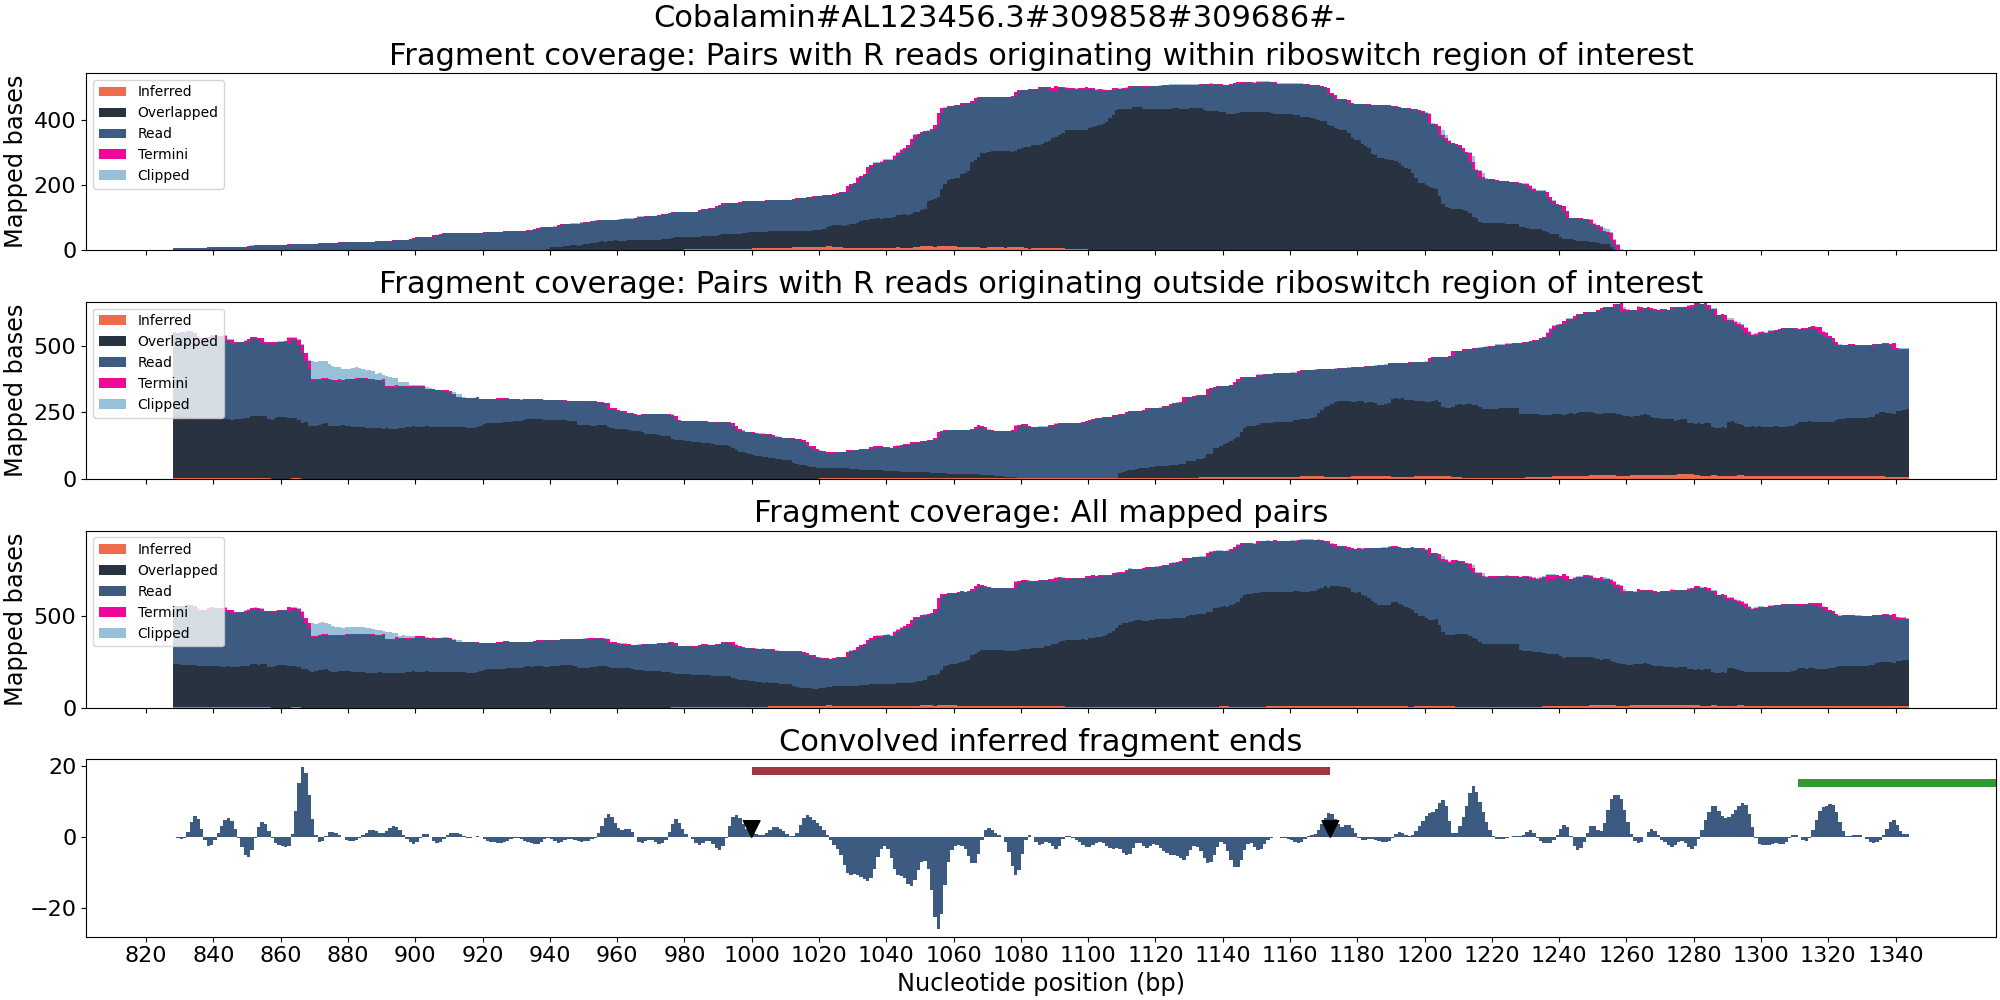 Cobalamin#AL123456.3#309858#309686#-
Fragment coverage: Pairs with R reads originating within riboswitch region of interest
Mapped bases
400
200
0
Inferred
Overlapped
Read
Termini
Clipped
Fragment coverage: Pairs with R reads originating outside riboswitch region of interest
Mapped bases
500
250
0
Inferred
Overlapped
Read
Termini
Clipped
Fragment coverage: All mapped pairs
Mapped bases
500
0
Inferred
Overlapped
Read
Termini
Clipped
Convolved inferred fragment ends
20
0
−20
820 840 860 880 900 920 940 960 980 1000 1020 1040 1060 1080 1100 1120 1140 1160 1180 1200 1220 1240 1260 1280 1300 1320 1340
Nucleotide position (bp)